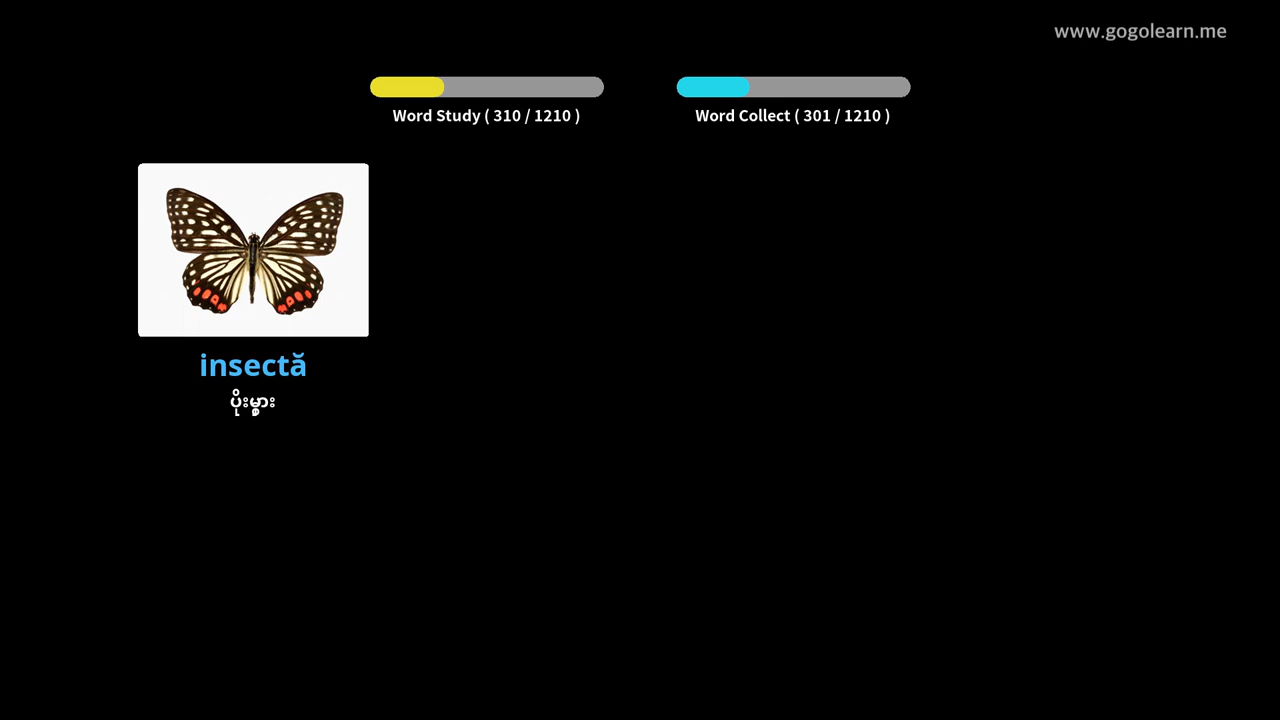 www.gogolearn.me
Word Study ( 310 / 1210 )
Word Collect ( 301 / 1210 )
insectă
ပိုးမွှား